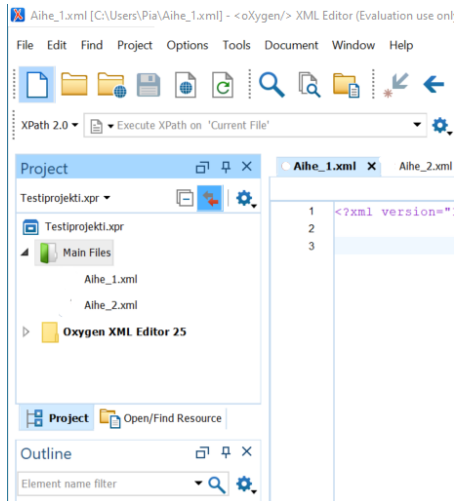 Aihe_1.xml [C:\Users\Pia\Aihe_1.xml] - <oXygen/> XML Editor (Evaluation use onl
File Edit Find Project Options Tools Document Window Help
XPath 2.0 Execute XPath on 'Current File'
Project
Testiprojekti.xpr
Testiprojekti.xpr
Main Files
Aihe_1.xml
Aihe_2.xml
Oxygen XML Editor 25
Project Open/Find Resource
Outline
Element name filter
Aihe_1.xml Aihe_2.xml
1 <?xml version="
2
3